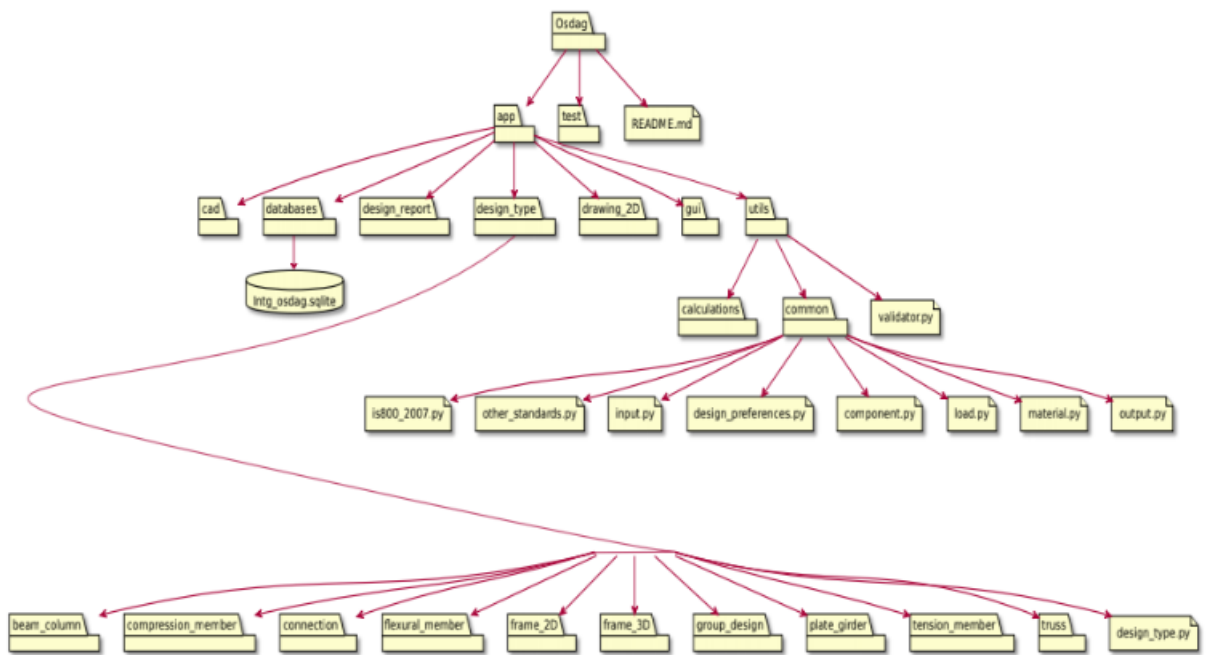 Osdag
app
test
README.md
cad
databases
design_report
design_type
drawing_2D
gui
utils
Intg_osdag.sqlite
calculations
common
validator.py
is800_2007.py
other_standards.py
input.py
design_preferences.py
component.py
load.py
material.py
output.py
beam_column
compression_member
connection
flexural_member
frame_2D
frame_3D
group_design
plate_girder
tension_member
truss
design_type.py